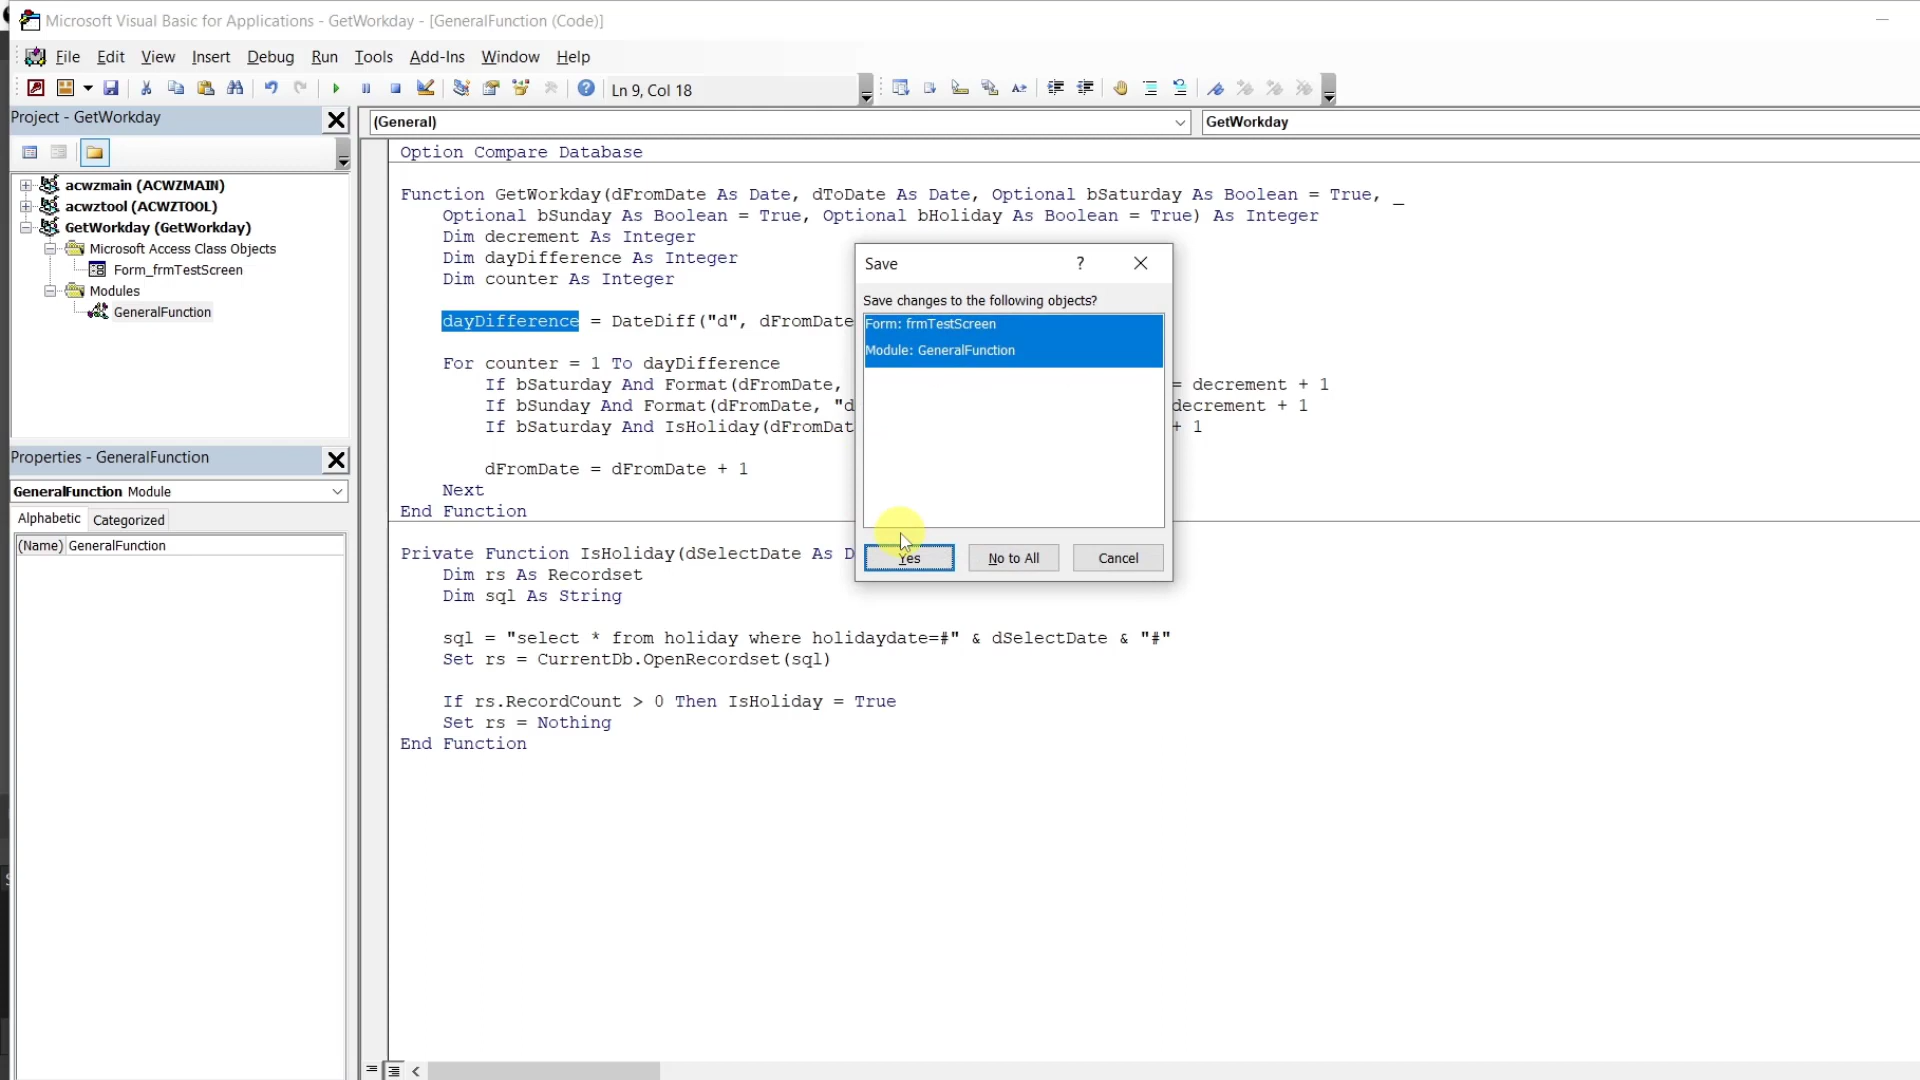 Microsoft Visual Basic for Applications - GetWorkday - [GeneralFunction (Code)]
File Edit View Insert Debug Run Tools Add-Ins Window Help
Ln 9, Col 18
Project - GetWorkday
(General)
GetWorkday
acwzmain (ACWZMAIN)
acwztool (ACWZTOOL)
GetWorkday (GetWorkday)
Microsoft Access Class Objects
Form_frmTestScreen
Modules
GeneralFunction
Properties - GeneralFunction
GeneralFunction Module
Alphabetic Categorized
(Name) GeneralFunction
Option Compare Database
Function GetWorkday(dFromDate As Date, dToDate As Date, Optional bSaturday As Boolean = True, _
Optional bSunday As Boolean = True, Optional bHoliday As Boolean = True) As Integer
Dim decrement As Integer
Dim dayDifference As Integer
Dim counter As Integer
dayDifference = DateDiff("d", dFromDate
For counter = 1 To dayDifference
If bSaturday And Format(dFromDate, = decrement + 1
If bSunday And Format(dFromDate, "d decrement + 1
If bSaturday And IsHoliday(dFromDat + 1
dFromDate = dFromDate + 1
Next
End Function
Private Function IsHoliday(dSelectDate As D
Dim rs As Recordset
Dim sql As String
sql = "select * from holiday where holidaydate=#" & dSelectDate & "#"
Set rs = CurrentDb.OpenRecordset(sql)
If rs.RecordCount > 0 Then IsHoliday = True
Set rs = Nothing
End Function
Save
Save changes to the following objects?
Form: frmTestScreen
Module: GeneralFunction
Yes No to All Cancel